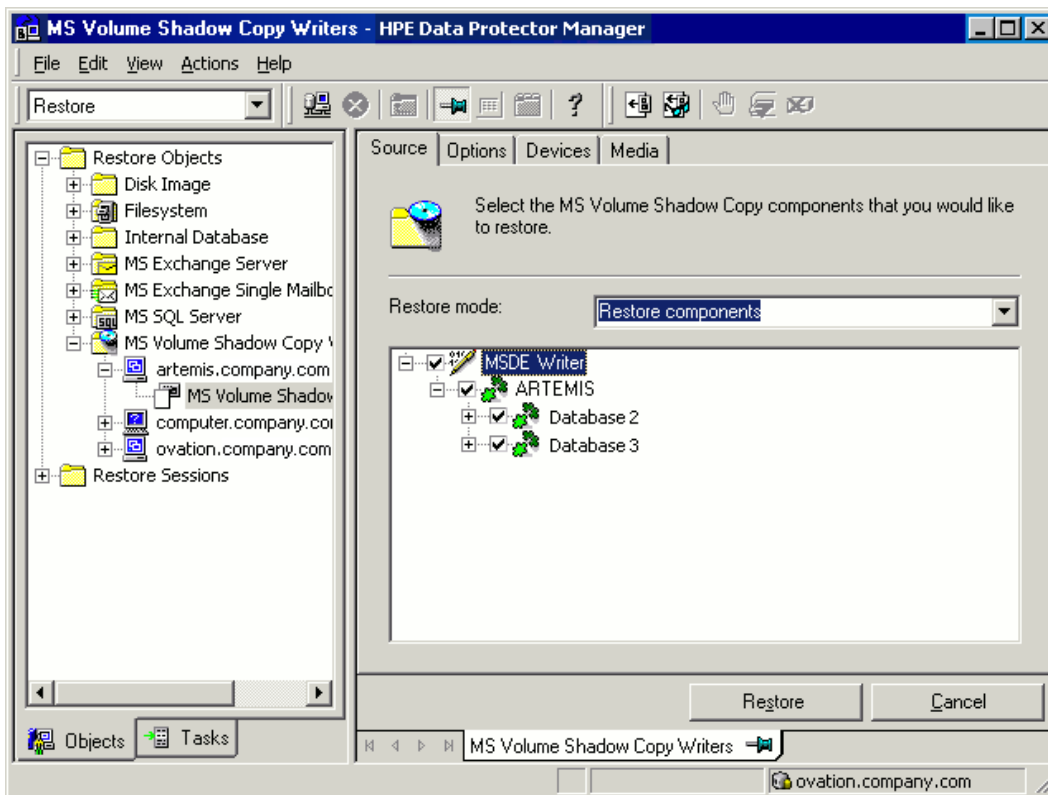 MS Volume Shadow Copy Writers - HPE Data Protector Manager
File Edit View Actions Help
Restore
Restore Objects
Disk Image
Filesystem
Internal Database
MS Exchange Server
MS Exchange Single Mailbo
MS SQL Server
MS Volume Shadow Copy
artemis.company.com
MS Volume Shadow
computer.company.co
ovation.company.com
Restore Sessions
Objects Tasks
Source Options Devices Media
Select the MS Volume Shadow Copy components that you would like
to restore.
Restore mode: Restore components
MSDE Writer
ARTEMIS
Database 2
Database 3
Restore Cancel
MS Volume Shadow Copy Writers
ovation.company.com